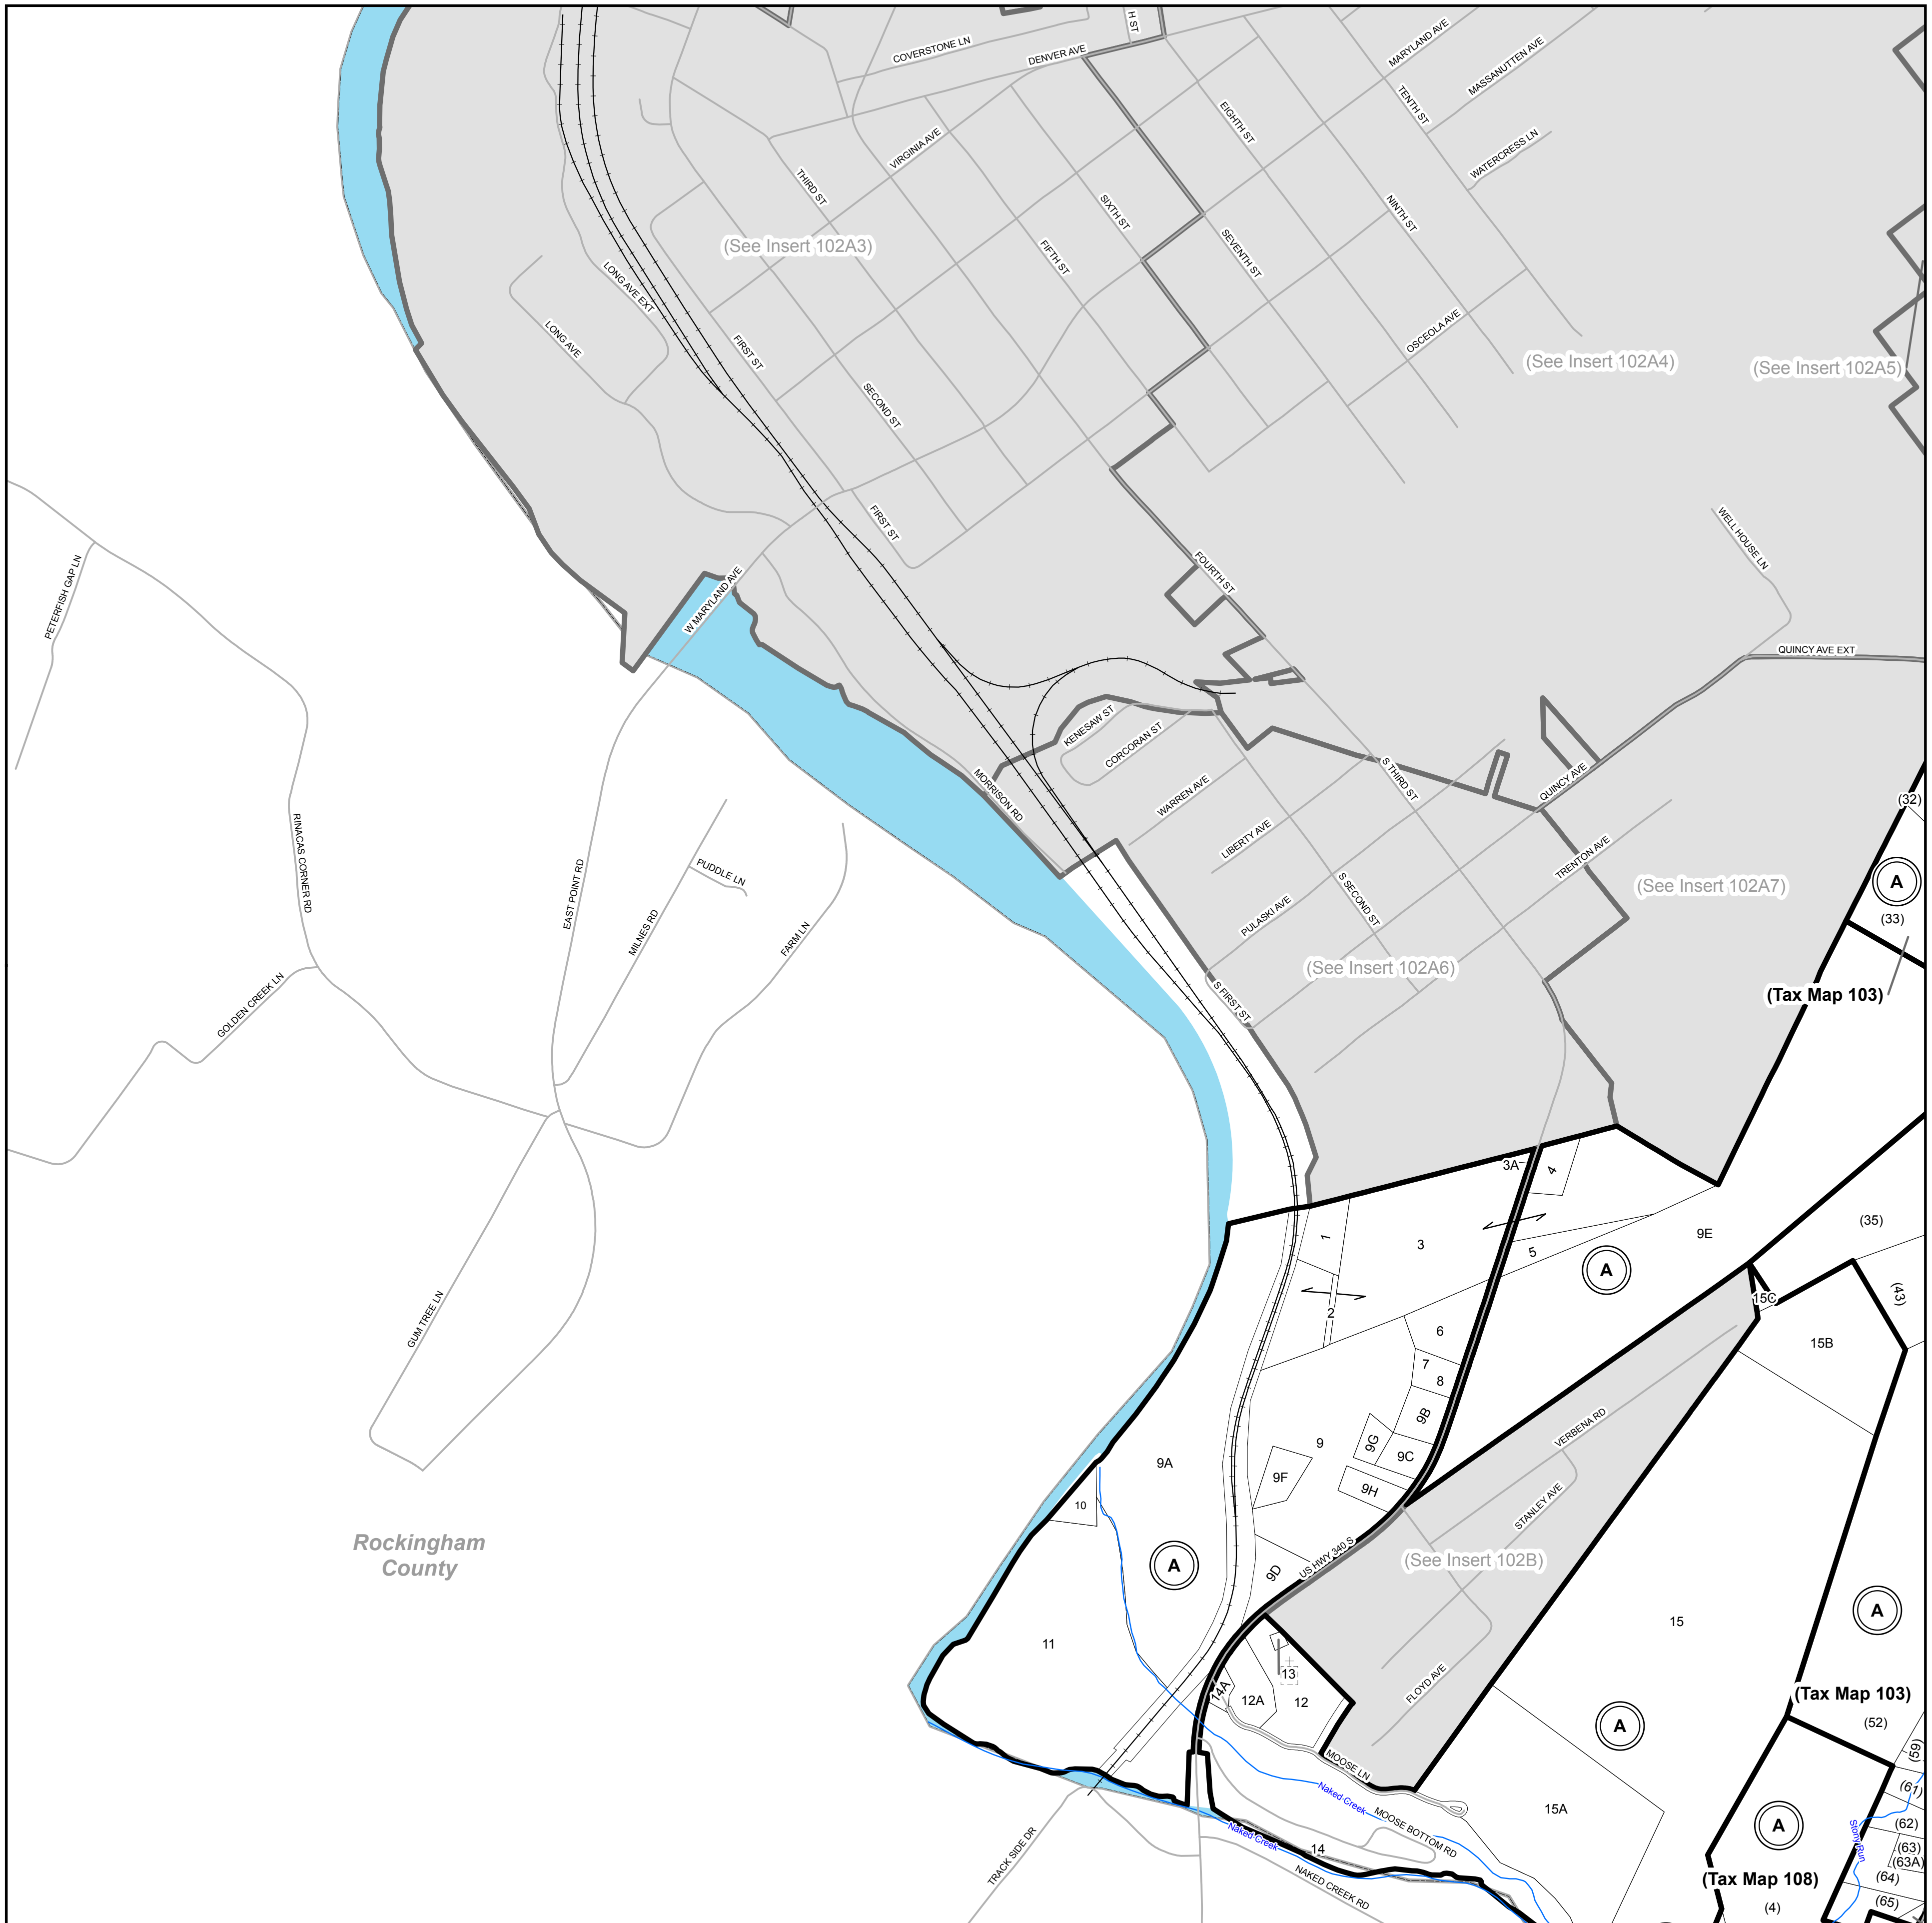 H ST
COVERSTONE LN
DENVER AVE
MARYLAND AVE
MASSANUTTEN AVE
TENTH ST
EIGHTH ST
WATERCRESS LN
VIRGINIA AVE
THIRD ST
SIXTH ST
NINTH ST
(See Insert 102A3)
FIFTH ST
SEVENTH ST
LONG AVE EXT
LONG AVE
FIRST ST
OSCEOLA AVE
(See Insert 102A4)
(See Insert 102A5)
SECOND ST
FIRST ST
WELL HOUSE LN
FOURTH ST
PETERFISH GAP LN
W MARYLAND AVE
QUINCY AVE EXT
KENESAW ST
CORCORAN ST
MORRISON RD
WARREN AVE
S THIRD ST
QUINCY AVE
(32)
RINACAS CORNER RD
LIBERTY AVE
TRENTON AVE
PUDDLE LN
EAST POINT RD
A
(See Insert 102A7)
S SECOND ST
PULASKI AVE
(33)
MILNES RD
FARM LN
(See Insert 102A6)
(Tax Map 103)
S FIRST ST
GOLDEN CREEK LN
3A
4
(35)
1
3
9E
5
A
2
15C
(43)
GUM TREE LN
6
15B
7
8
9B
VERBENA RD
9G
9
9C
9A
9F
9H
10
STANLEY AVE
Rockingham
County
US HWY 340 S
(See Insert 102B)
A
9D
A
15
11
13
FLOYD AVE
14A
12A
12
(Tax Map 103)
A
(52)
(59)
MOOSE LN
(61)
Naked Creek
15A
MOOSE BOTTOM RD
A
(62)
Stony Run
Naked Creek
14
(63)
(63A)
TRACK SIDE DR
NAKED CREEK RD
(Tax Map 108)
(64)
(65)
(4)